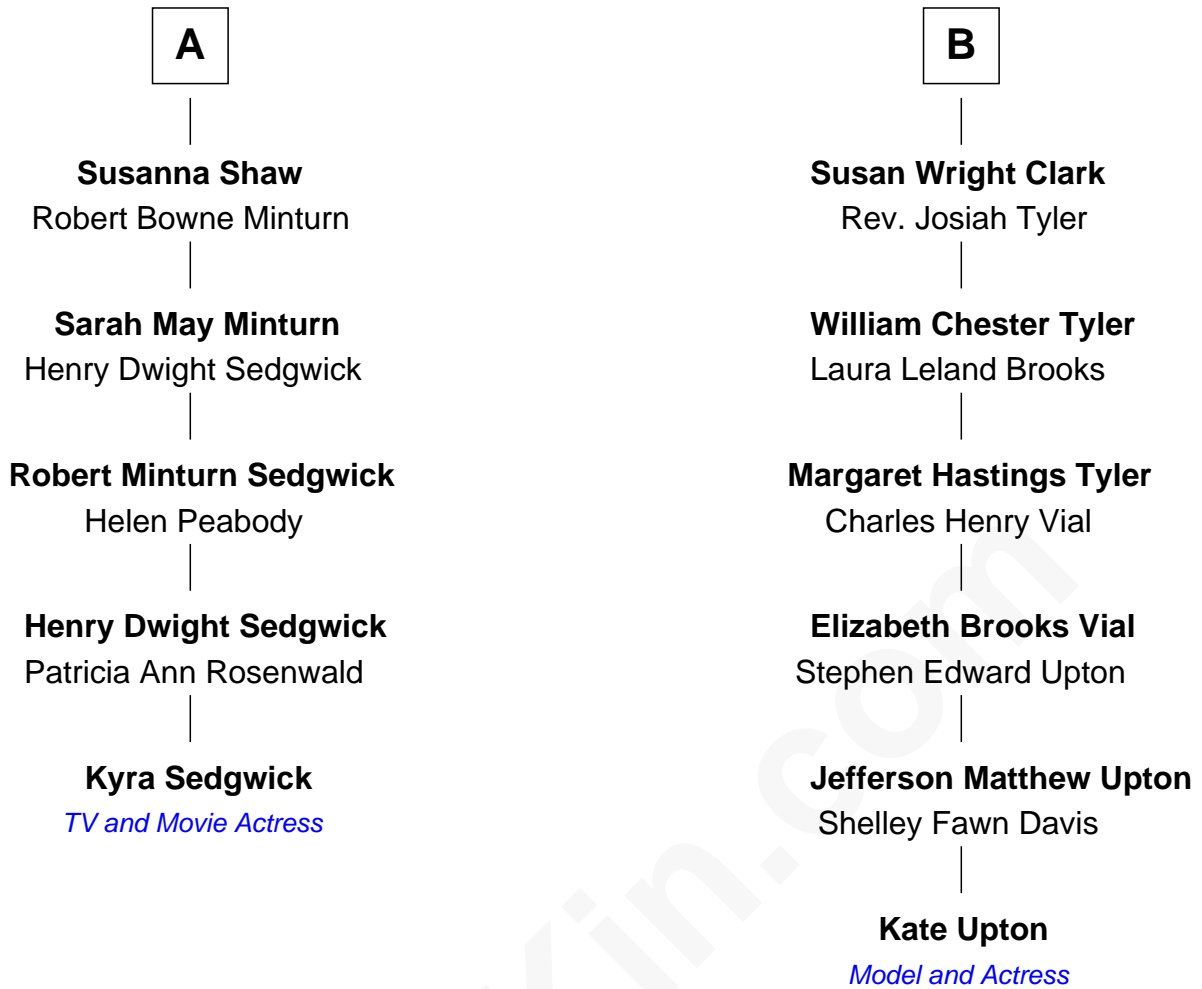 A
B
Susanna Shaw
Robert Bowne Minturn
Sarah May Minturn
Henry Dwight Sedgwick
Robert Minturn Sedgwick
Helen Peabody
Henry Dwight Sedgwick
Patricia Ann Rosenwald
Kyra Sedgwick
TV and Movie Actress
Susan Wright Clark
Rev. Josiah Tyler
William Chester Tyler
Laura Leland Brooks
Margaret Hastings Tyler
Charles Henry Vial
Elizabeth Brooks Vial
Stephen Edward Upton
Jefferson Matthew Upton
Shelley Fawn Davis
Kate Upton
Model and Actress
Kin.com